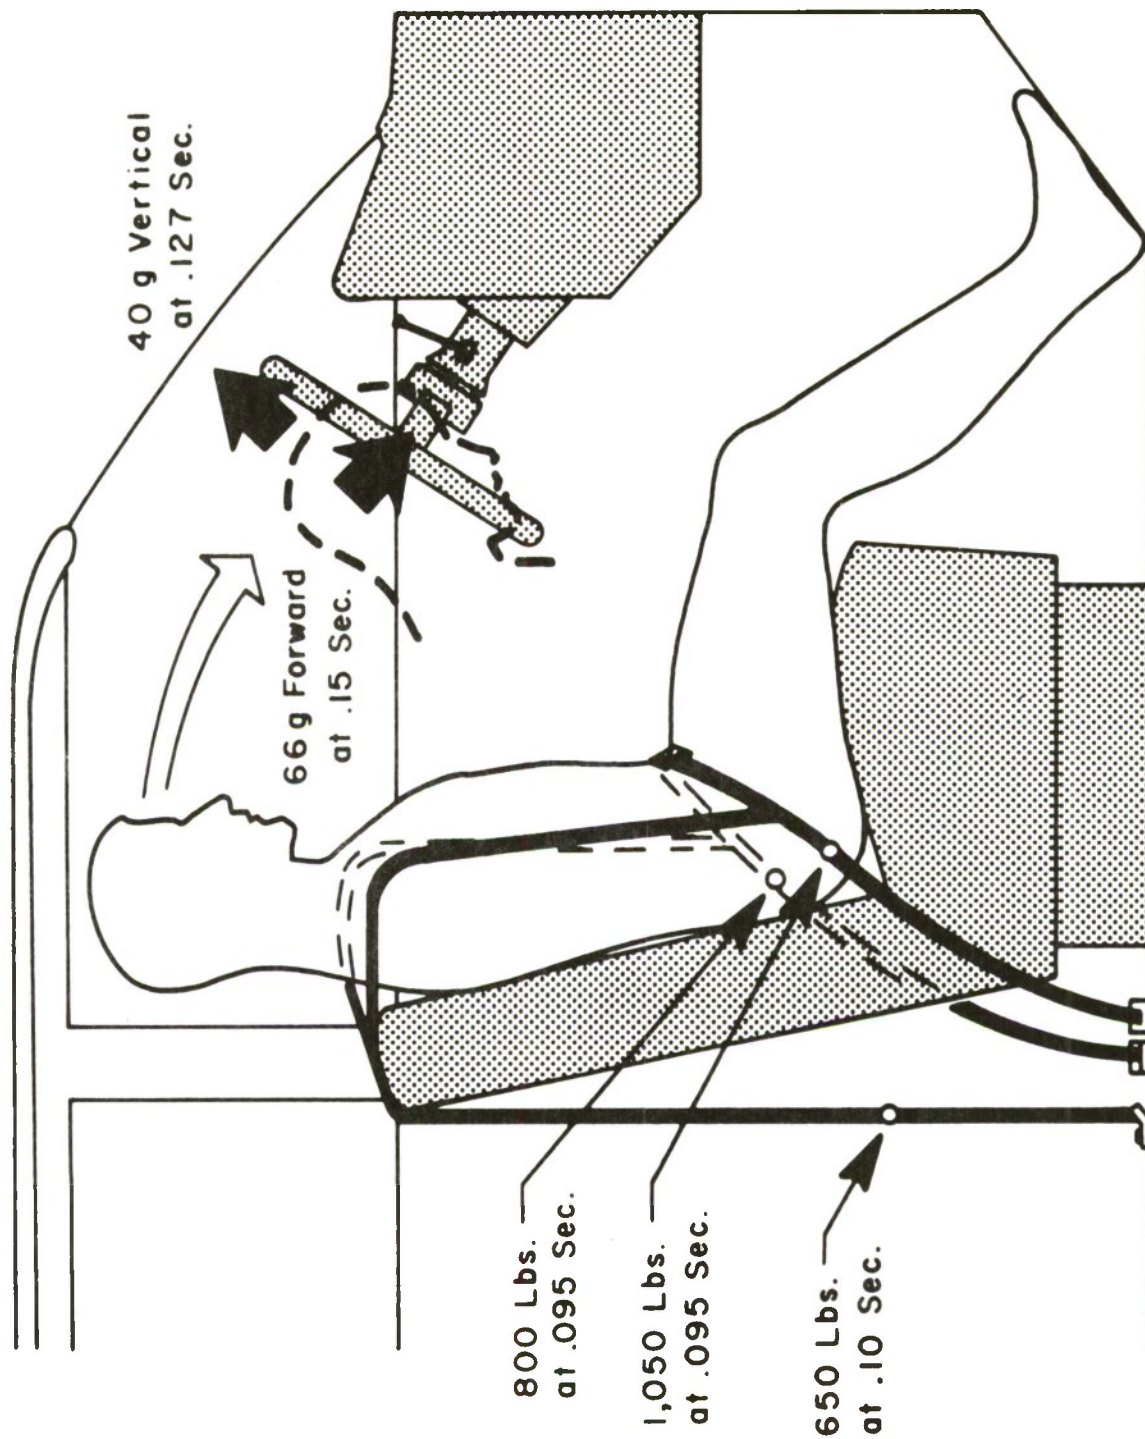 40 g Vertical
at .127 Sec.
66 g Forward
at .15 Sec.
800 Lbs.
at .095 Sec.
1,050 Lbs.
at .095 Sec.
650 Lbs.
at .10 Sec.